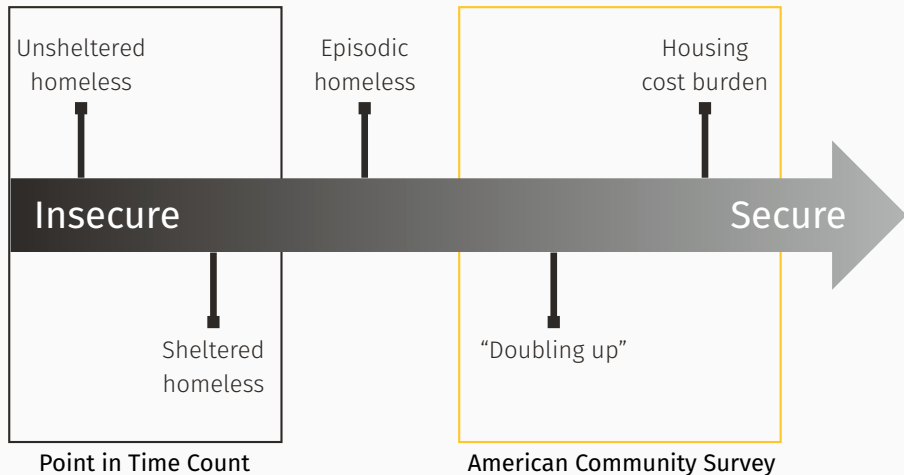 Unsheltered
homeless
Episodic
homeless
Housing
cost burden
Insecure
Secure
Sheltered
homeless
“Doubling up”
Point in Time Count
American Community Survey